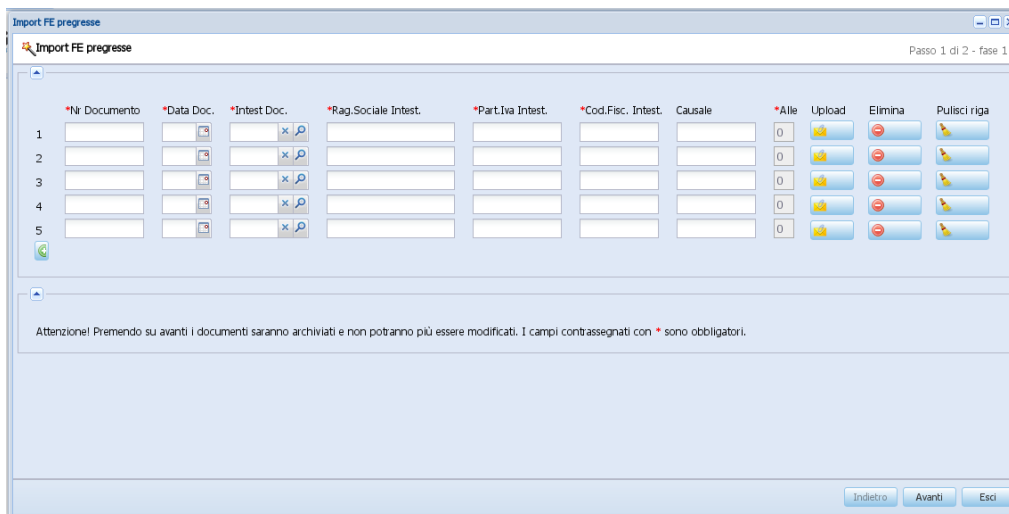 Import FE pregresse
Import FE pregresse
Passo 1 di 2 - fase 1
*Nr Documento *Data Doc. *Intest Doc. *Rag.Sociale Intest. *Part.Iva Intest. *Cod.Fisc. Intest. Causale *Alle Upload Elimina Pulisci riga
1 0
2 0
3 0
4 0
5 0
Attenzione! Premendo su avanti i documenti saranno archiviati e non potranno più essere modificati. I campi contrassegnati con * sono obbligatori.
Indietro Avanti Esci